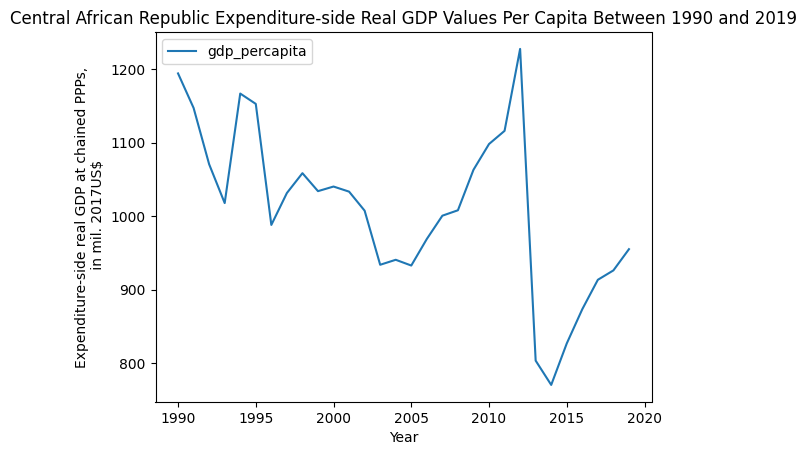 Central African Republic Expenditure-side Real GDP Values Per Capita Between 1990 and 2019
gdp_percapita
Expenditure-side real GDP at chained PPPs,
in mil. 2017US$
1200
1100
1000
900
800
1990
1995
2000
2005
2010
2015
2020
Year